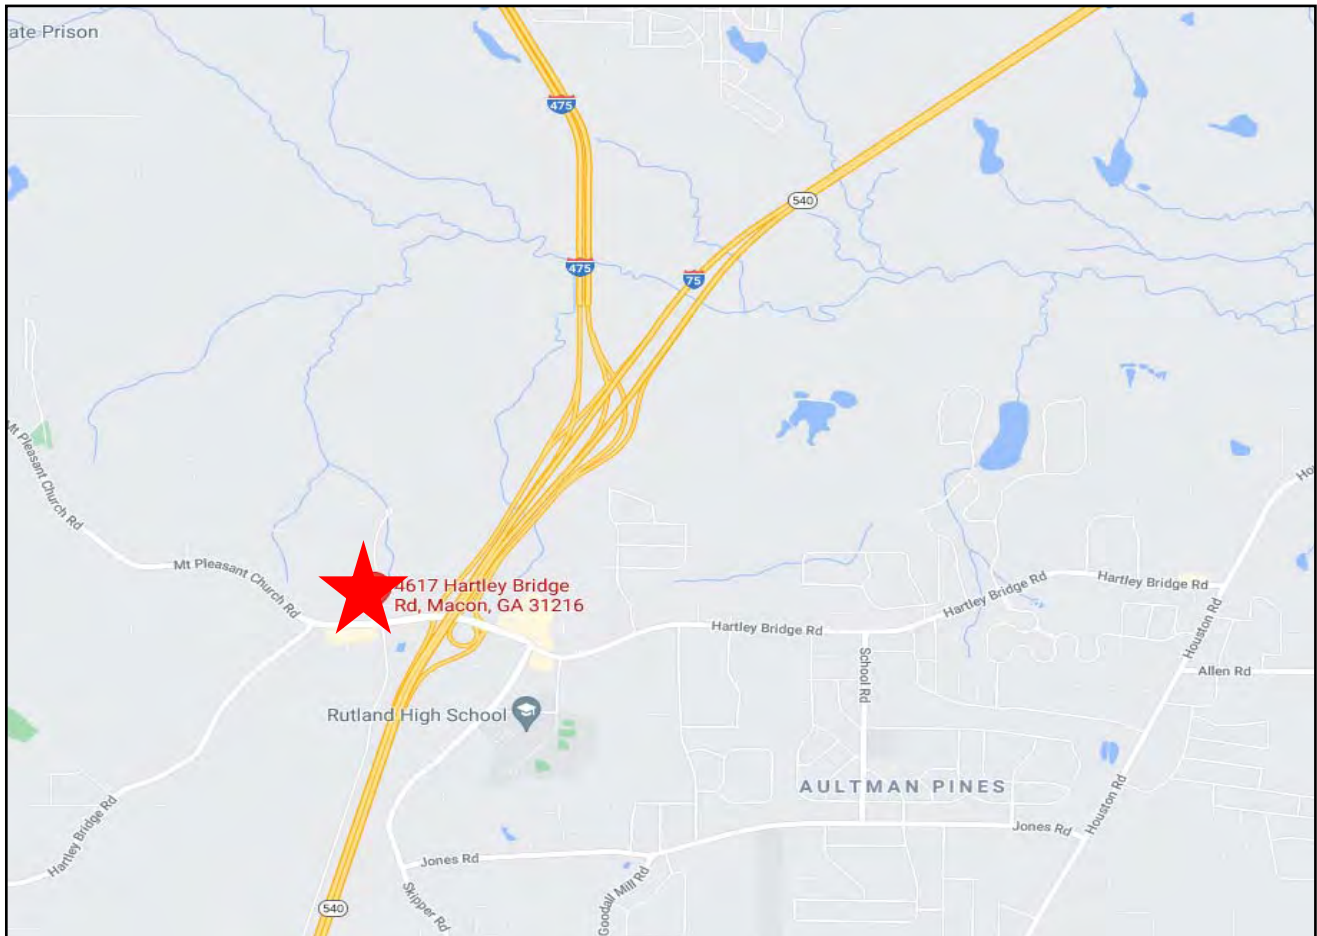 ate Prison
475
540
475
75
Mt Pleasant Church Rd
Mt Pleasant Church Rd
4617 Hartley Bridge
Rd, Macon, GA 31216
Hartley Bridge Rd
Hartley Bridge Rd
Hartley Bridge Rd
Houston Rd
Allen Rd
School Rd
Rutland High School
AULTMAN PINES
Hartley Bridge Rd
Houston Rd
Jones Rd
Jones Rd
Goodall Mill Rd
Skipper Rd
540